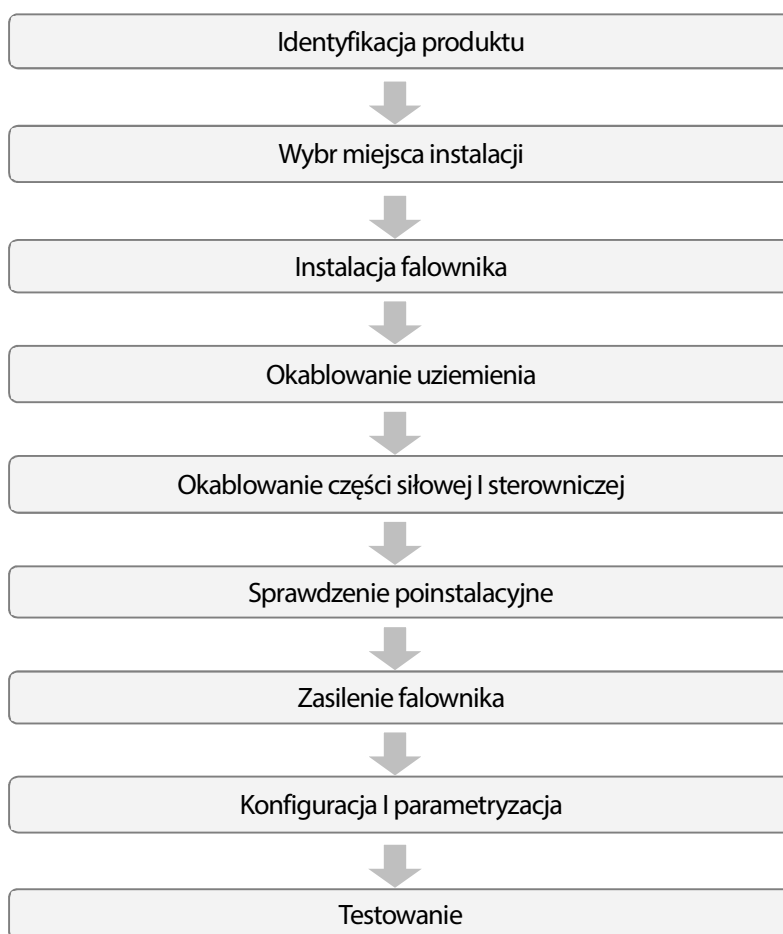 Identyfikacja produktu
Wybr miejsca instalacji
Instalacja falownika
Okablowanie uziemienia
Okablowanie części siłowej I sterowniczej
Sprawdzenie poinstalacyjne
Zasilenie falownika
Konfiguracja I parametryzacja
Testowanie